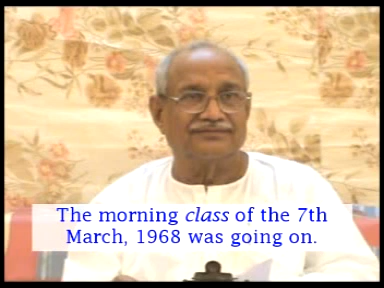 The morning class of the 7th
March, 1968 was going on.